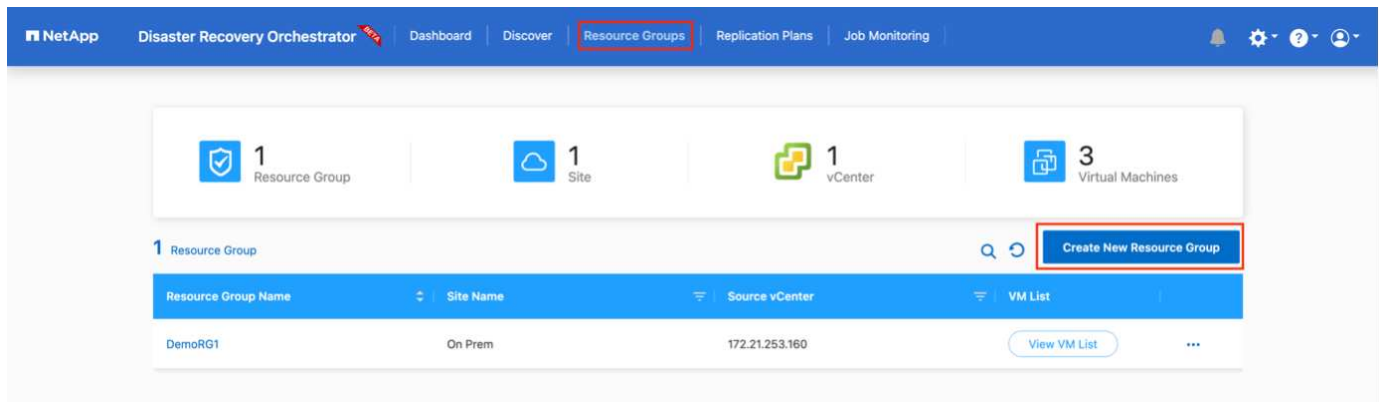 NetApp Disaster Recovery Orchestrator BETA Dashboard Discover Resource Groups Replication Plans Job Monitoring
1 Resource Group
1 Site
1 vCenter
3 Virtual Machines
1 Resource Group
Create New Resource Group
Resource Group Name Site Name Source vCenter VM List
DemoRG1 On Prem 172.21.253.160 View VM List